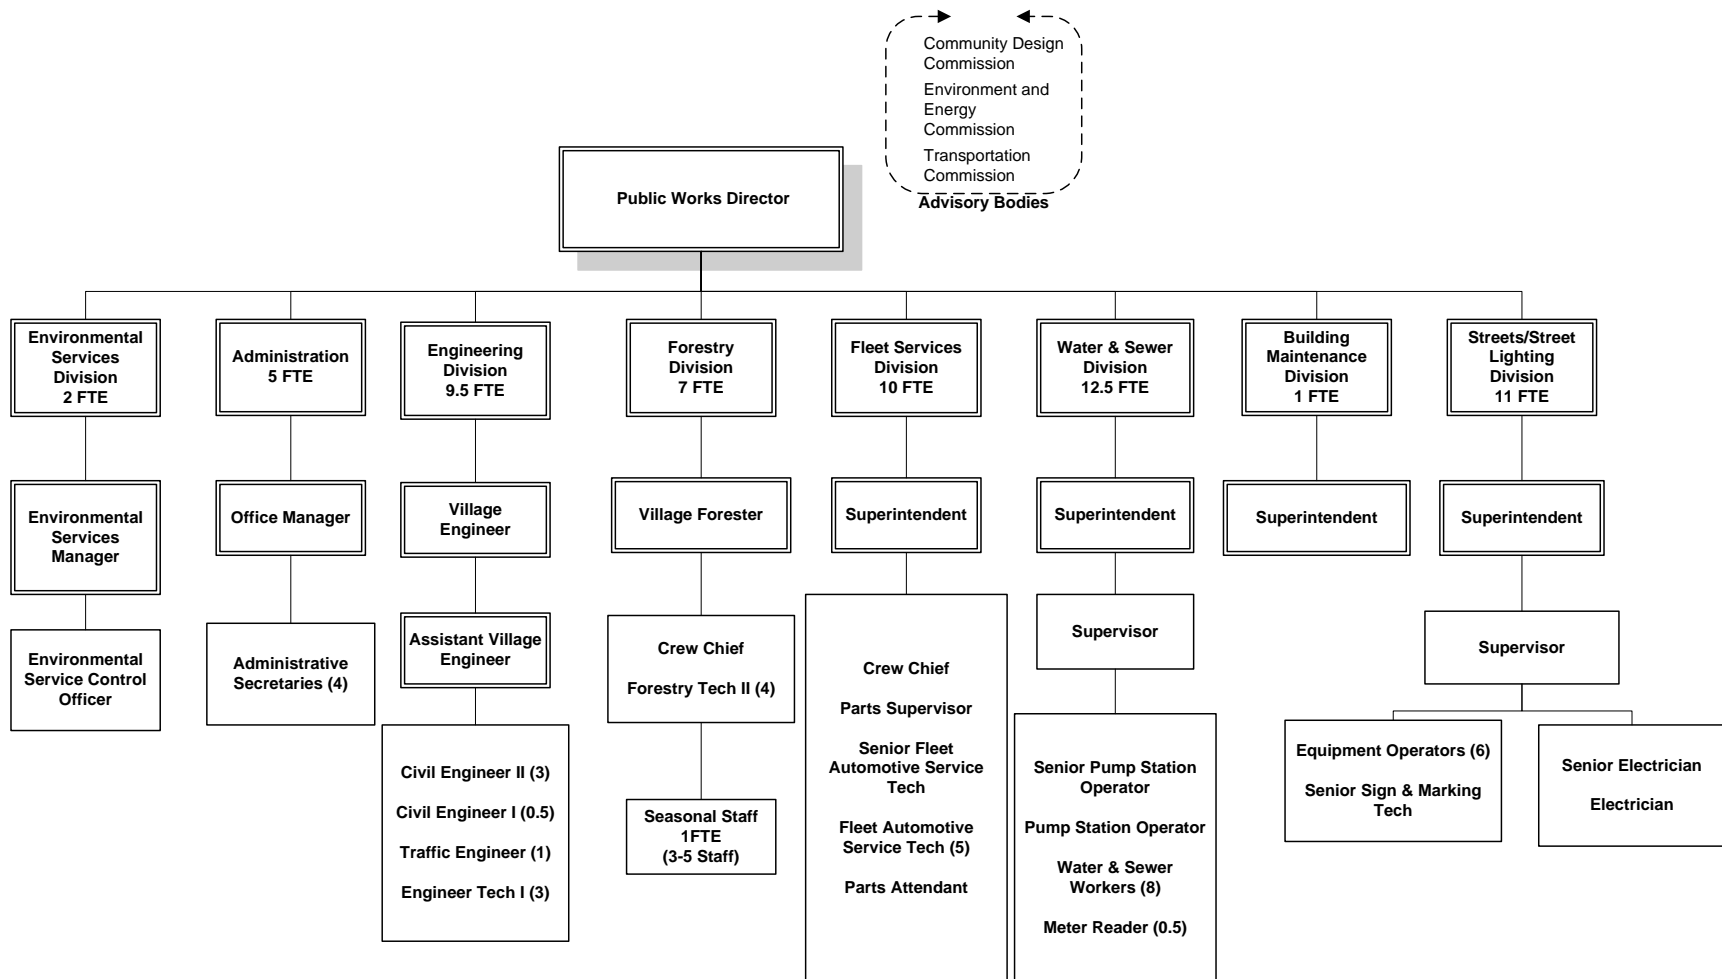 Community Design
Commission
Environment and
Energy
Commission
Transportation
Commission
Advisory Bodies
Public Works Director
Environmental
Services
Division
2 FTE
Administration
5 FTE
Engineering
Division
9.5 FTE
Forestry
Division
7 FTE
Fleet Services
Division
10 FTE
Water & Sewer
Division
12.5 FTE
Building
Maintenance
Division
1 FTE
Streets/Street
Lighting
Division
11 FTE
Environmental
Services
Manager
Office Manager
Village
Engineer
Village Forester
Superintendent
Superintendent
Superintendent
Superintendent
Environmental
Service Control
Officer
Administrative
Secretaries (4)
Assistant Village
Engineer
Civil Engineer II (3)
Civil Engineer I (0.5)
Traffic Engineer (1)
Engineer Tech I (3)
Crew Chief
Forestry Tech II (4)
Seasonal Staff
1FTE
(3-5 Staff)
Crew Chief
Parts Supervisor
Senior Fleet
Automotive Service
Tech
Fleet Automotive
Service Tech (5)
Parts Attendant
Supervisor
Senior Pump Station
Operator
Pump Station Operator
Water & Sewer
Workers (8)
Meter Reader (0.5)
Supervisor
Equipment Operators (6)
Senior Sign & Marking
Tech
Senior Electrician
Electrician